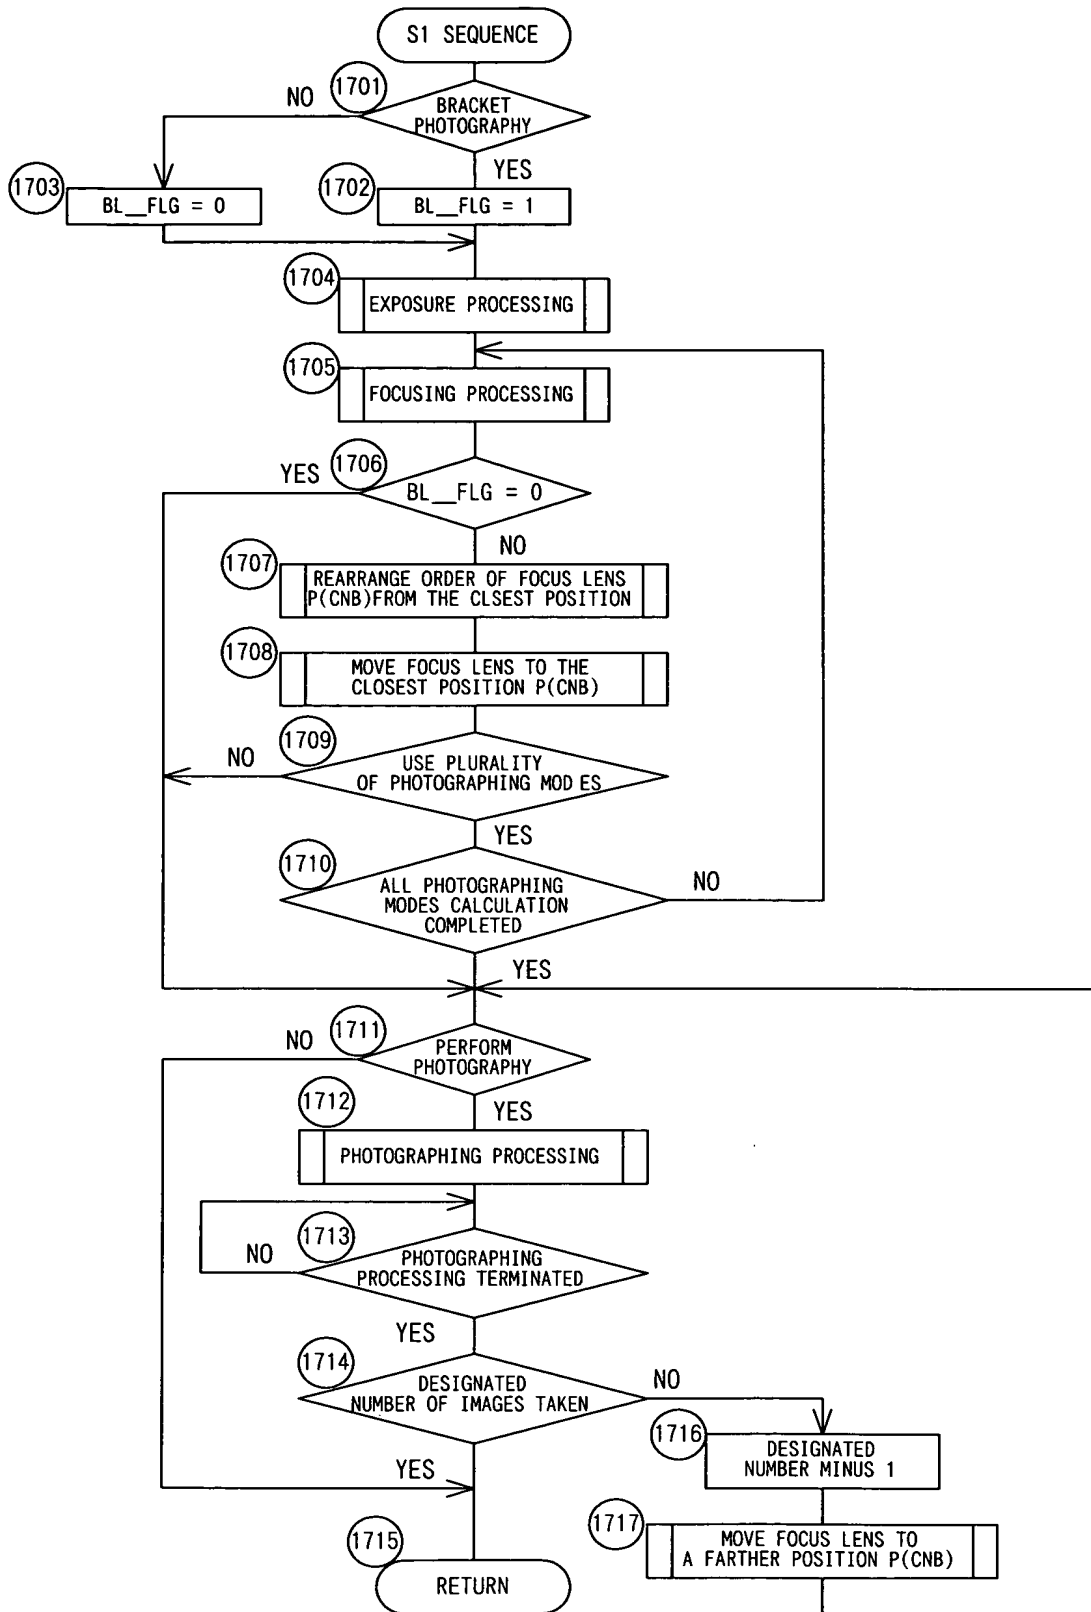 S1 SEQUENCE
1701
NO
BRACKET
PHOTOGRAPHY
YES
1703
1702
BL__FLG = 0
BL__FLG = 1
1704
EXPOSURE PROCESSING
1705
FOCUSING PROCESSING
1706
YES
BL__FLG = 0
NO
1707
REARRANGE ORDER OF FOCUS LENS
P(CNB)FROM THE CLSEST POSITION
1708
MOVE FOCUS LENS TO THE
CLOSEST POSITION P(CNB)
1709
NO
USE PLURALITY
OF PHOTOGRAPHING MODES
YES
1710
ALL PHOTOGRAPHING
MODES CALCULATION
COMPLETED
NO
YES
1711
NO
PERFORM
PHOTOGRAPHY
YES
1712
PHOTOGRAPHING PROCESSING
1713
NO
PHOTOGRAPHING
PROCESSING TERMINATED
YES
1714
DESIGNATED
NUMBER OF IMAGES TAKEN
NO
1716
DESIGNATED
NUMBER MINUS 1
YES
1717
MOVE FOCUS LENS TO
A FARTHER POSITION P(CNB)
1715
RETURN